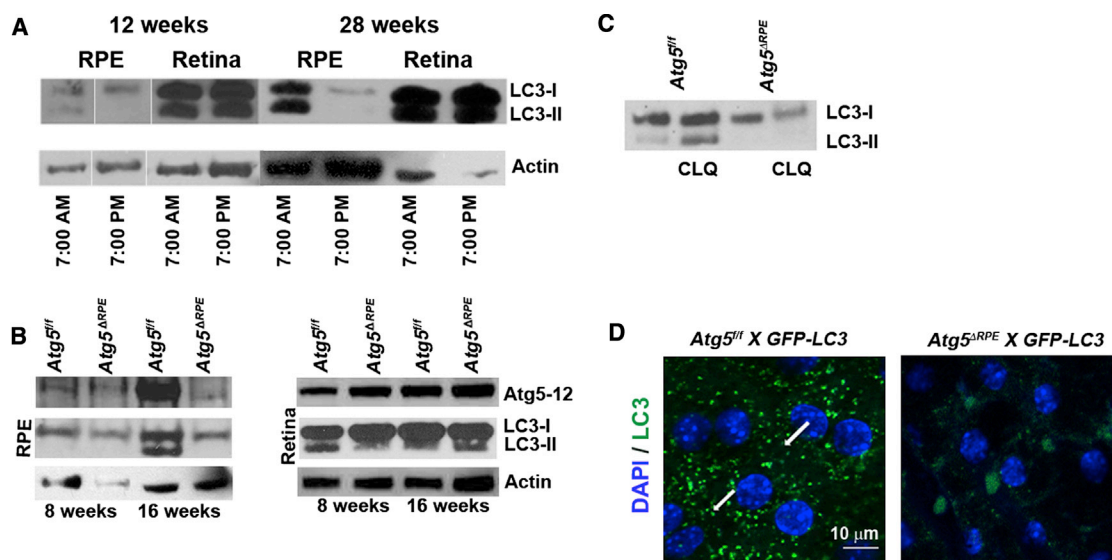 A
12 weeks 28 weeks
RPE Retina RPE Retina
LC3-I
LC3-II
Actin
7:00 AM 7:00 PM 7:00 AM 7:00 PM 7:00 AM 7:00 PM 7:00 AM 7:00 PM
B
Atg5f/f Atg5ΔRPE Atg5f/f Atg5ΔRPE
RPE
8 weeks 16 weeks
Atg5f/f Atg5ΔRPE Atg5f/f Atg5ΔRPE
Retina
Atg5-12
LC3-I
LC3-II
Actin
8 weeks 16 weeks
C
Atg5f/f Atg5ΔRPE
LC3-I
LC3-II
CLQ CLQ
D
Atg5f/f X GFP-LC3 Atg5ΔRPE X GFP-LC3
DAPI / LC3
10 μm